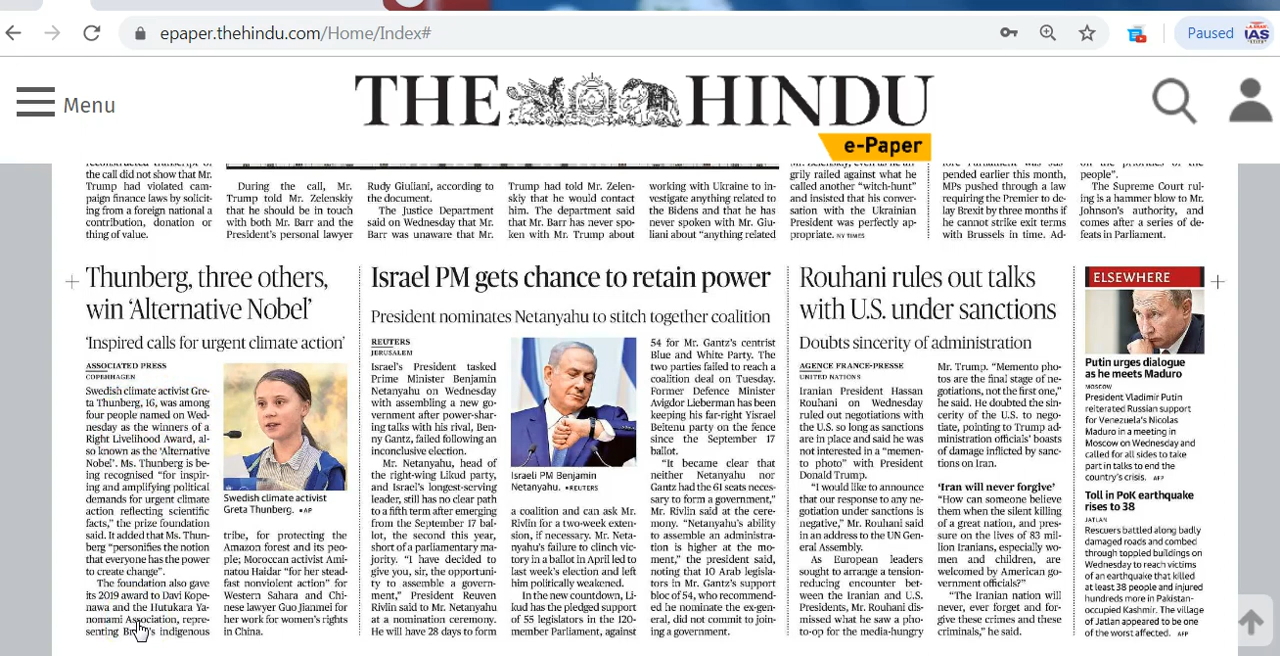 epaper.thehindu.com/Home/Index#
Paused
IAS
Menu
THE HINDU
e-Paper
reconstructed transcript of
the call did not show that Mr.
Trump had violated cam-
paign finance laws by solicit-
ing from a foreign national a
contribution, donation or
thing of value.
During the call, Mr.
Trump told Mr. Zelenskiy
that he should be in touch
with both Mr. Barr and the
President's personal lawyer
Rudy Giuliani, according to
the document.
The Justice Department
said on Wednesday that Mr.
Barr was unaware that Mr.
Trump had told Mr. Zelen-
skiy that he would contact
him. The department said
that Mr. Barr has never spo-
ken with Mr. Trump about
working with Ukraine to in-
vestigate anything related to
the Bidens and that he has
never spoken with Mr. Giu-
liani about “anything related
Mr. Zelenskiy, even as he an-
grily railed against what he
called another “witch-hunt”
and insisted that his conver-
sation with the Ukrainian
President was perfectly ap-
propriate. NY TIMES
fore Parliament was sus-
pended earlier this month,
MPs pushed through a law
requiring the Premier to de-
lay Brexit by three months if
he cannot strike exit terms
with Brussels in time. Ad-
on the priorities of the
people”.
The Supreme Court rul-
ing is a hammer blow to Mr.
Johnson's authority, and
comes after a series of de-
feats in Parliament.
Thunberg, three others,
win ‘Alternative Nobel’
‘Inspired calls for urgent climate action’
ASSOCIATED PRESS
COPENHAGEN
Swedish climate activist Gre-
ta Thunberg, 16, was among
four people named on Wed-
nesday as the winners of a
Right Livelihood Award, al-
so known as the ‘Alternative
Nobel’. Ms. Thunberg is be-
ing recognised “for inspir-
ing and amplifying political
demands for urgent climate
action reflecting scientific
facts,” the prize foundation
said. It added that Ms. Thun-
berg “personifies the notion
that everyone has the power
to create change”.
The foundation also gave
its 2019 award to Davi Kope-
nawa and the Hutukara Ya-
nomami Association, repre-
senting Brazil's indigenous
Swedish climate activist
Greta Thunberg. •AP
tribe, for protecting the
Amazon forest and its peo-
ple; Moroccan activist Ami-
natou Haidar “for her stead-
fast nonviolent action” for
Western Sahara and Chi-
nese lawyer Guo Jianmei for
her work for women's rights
in China.
Israel PM gets chance to retain power
President nominates Netanyahu to stitch together coalition
REUTERS
JERUSALEM
Israel's President tasked
Prime Minister Benjamin
Netanyahu on Wednesday
with assembling a new go-
vernment after power-shar-
ing talks with his rival, Ben-
ny Gantz, failed following an
inconclusive election.
Mr. Netanyahu, head of
the right-wing Likud party,
and Israel's longest-serving
leader, still has no clear path
to a fifth term after emerging
from the September 17 bal-
lot, the second this year,
short of a parliamentary ma-
jority. “I have decided to
give you, sir, the opportuni-
ty to assemble a govern-
ment,” President Reuven
Rivlin said to Mr. Netanyahu
at a nomination ceremony.
He will have 28 days to form
Israeli PM Benjamin
Netanyahu. •REUTERS
a coalition and can ask Mr.
Rivlin for a two-week exten-
sion, if necessary. Mr. Neta-
nyahu's failure to clinch vic-
tory in a ballot in April led to
last week's election and left
him politically weakened.
In the new countdown, Li-
kud has the pledged support
of 55 legislators in the 120-
member Parliament, against
54 for Mr. Gantz's centrist
Blue and White Party. The
two parties failed to reach a
coalition deal on Tuesday.
Former Defence Minister
Avigdor Lieberman has been
keeping his far-right Yisrael
Beitenu party on the fence
since the September 17
ballot.
“It became clear that
neither Netanyahu nor
Gantz had the 61 seats neces-
sary to form a government,”
Mr. Rivlin said at the cere-
mony. “Netanyahu's ability
to assemble an administra-
tion is higher at the mo-
ment,” the president said,
noting that 10 Arab legisla-
tors in Mr. Gantz's support
bloc of 54, who recommend-
ed he nominate the ex-gen-
eral, did not commit to join-
ing a government.
Rouhani rules out talks
with U.S. under sanctions
Doubts sincerity of administration
AGENCE FRANCE-PRESSE
UNITED NATIONS
Iranian President Hassan
Rouhani on Wednesday
ruled out negotiations with
the U.S. so long as sanctions
are in place and said he was
not interested in a “memen-
to photo” with President
Donald Trump.
“I would like to announce
that our response to any ne-
gotiation under sanctions is
negative,” Mr. Rouhani said
in an address to the UN Gen-
eral Assembly.
As European leaders
sought to arrange a tension-
reducing encounter bet-
ween the Iranian and U.S.
Presidents, Mr. Rouhani dis-
missed what he saw a pho-
to-op for the media-hungry
Mr. Trump. “Memento pho-
tos are the final stage of ne-
gotiations, not the first one,”
he said. He doubted the sin-
cerity of the U.S. to nego-
tiate, pointing to Trump ad-
ministration officials' boasts
of damage inflicted by sanc-
tions on Iran.
‘Iran will never forgive’
“How can someone believe
them when the silent killing
of a great nation, and pres-
sure on the lives of 83 mil-
lion Iranians, especially wo-
men and children, are
welcomed by American go-
vernment officials?”
“The Iranian nation will
never, ever forget and for-
give these crimes and these
criminals,” he said.
ELSEWHERE
Putin urges dialogue
as he meets Maduro
MOSCOW
President Vladimir Putin
reiterated Russian support
for Venezuela's Nicolas
Maduro in a meeting in
Moscow on Wednesday and
called for all sides to take
part in talks to end the
country's crisis. AFP
Toll in PoK earthquake
rises to 38
JATLAN
Rescuers battled along badly
damaged roads and combed
through toppled buildings on
Wednesday to reach victims
of an earthquake that killed
at least 38 people and injured
hundreds more in Pakistan-
occupied Kashmir. The village
of Jatlan appeared to be one
of the worst affected. AFP